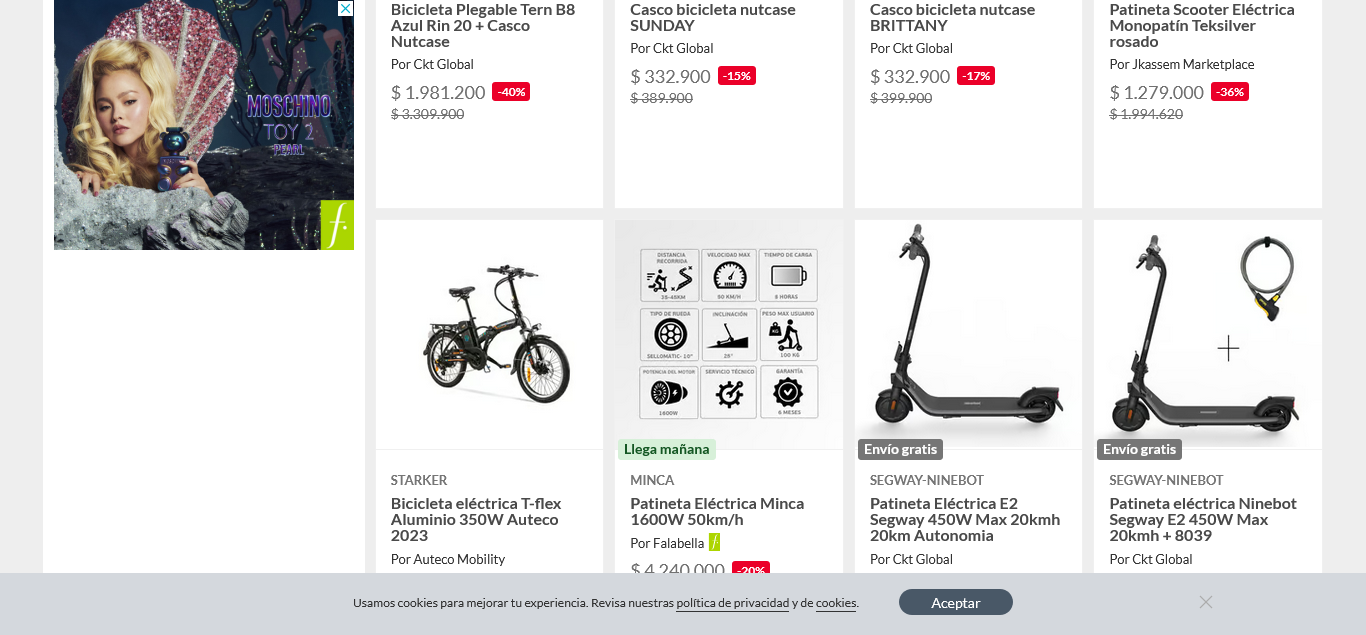 MOSCHINO
TOY 2
PEARL
Bicicleta Plegable Tern B8
Azul Rin 20 + Casco
Nutcase
Por Ckt Global
$ 1.981.200 -40%
$ 3.309.900
Casco bicicleta nutcase
SUNDAY
Por Ckt Global
$ 332.900 -15%
$ 389.900
Casco bicicleta nutcase
BRITTANY
Por Ckt Global
$ 332.900 -17%
$ 399.900
Patineta Scooter Eléctrica
Monopatín Teksilver
rosado
Por Jkassem Marketplace
$ 1.279.000 -36%
$ 1.994.620
STARKER
Bicicleta eléctrica T-flex
Aluminio 350W Auteco
2023
Por Auteco Mobility
DISTANCIA
RECORRIDA
VELOCIDAD MAX
50 KM/H
TIEMPO DE CARGA
8 HORAS
TIPO DE RUEDA
SELLOMATIC- 10"
INCLINACIÓN
PESO MAX USUARIO
KG
100 KG
POTENCIA DEL MOTOR
1600W
SERVICIO TÉCNICO
GARANTÍA
6 MESES
Llega mañana
MINCA
Patineta Eléctrica Minca
1600W 50km/h
Por Falabella f.
$ 4.240.000 -20%
Envío gratis
SEGWAY-NINEBOT
Patineta Eléctrica E2
Segway 450W Max 20kmh
20km Autonomia
Por Ckt Global
Envío gratis
SEGWAY-NINEBOT
Patineta eléctrica Ninebot
Segway E2 450W Max
20kmh + 8039
Por Ckt Global
Usamos cookies para mejorar tu experiencia. Revisa nuestras política de privacidad y de cookies.
Aceptar